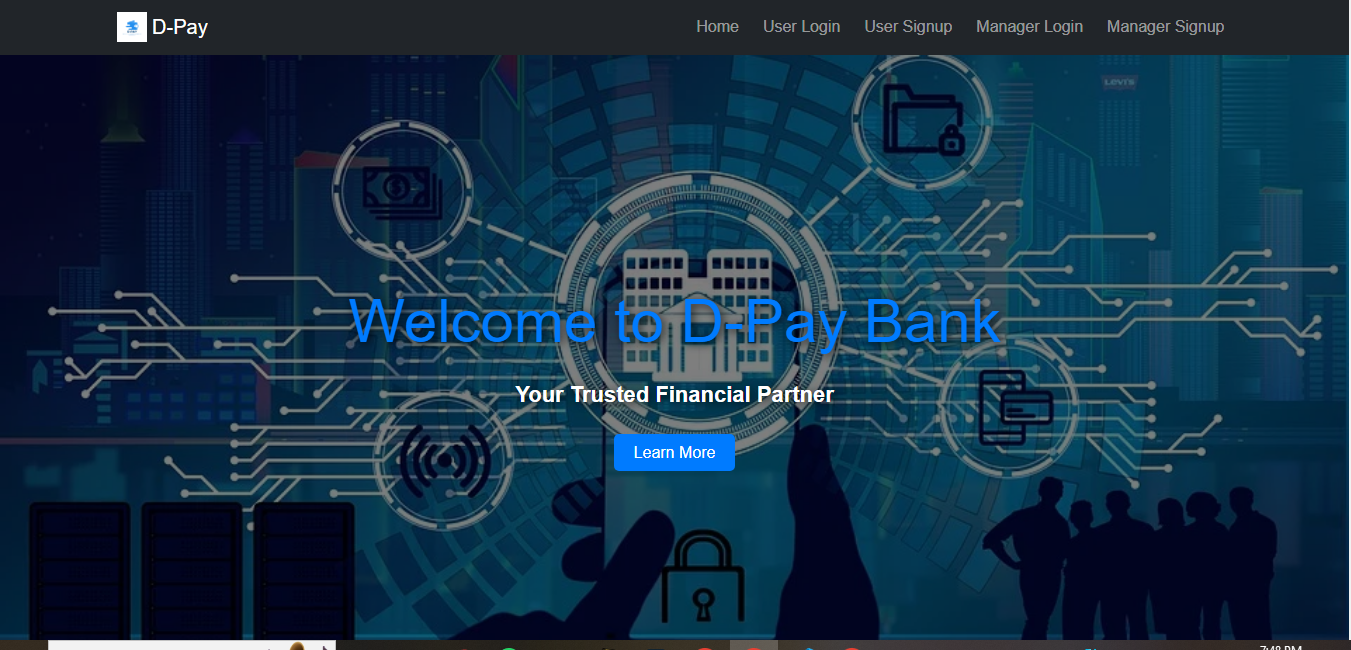 D-Pay
Home
User Login
User Signup
Manager Login
Manager Signup
Levi's
Welcome to D-Pay Bank
Your Trusted Financial Partner
Learn More